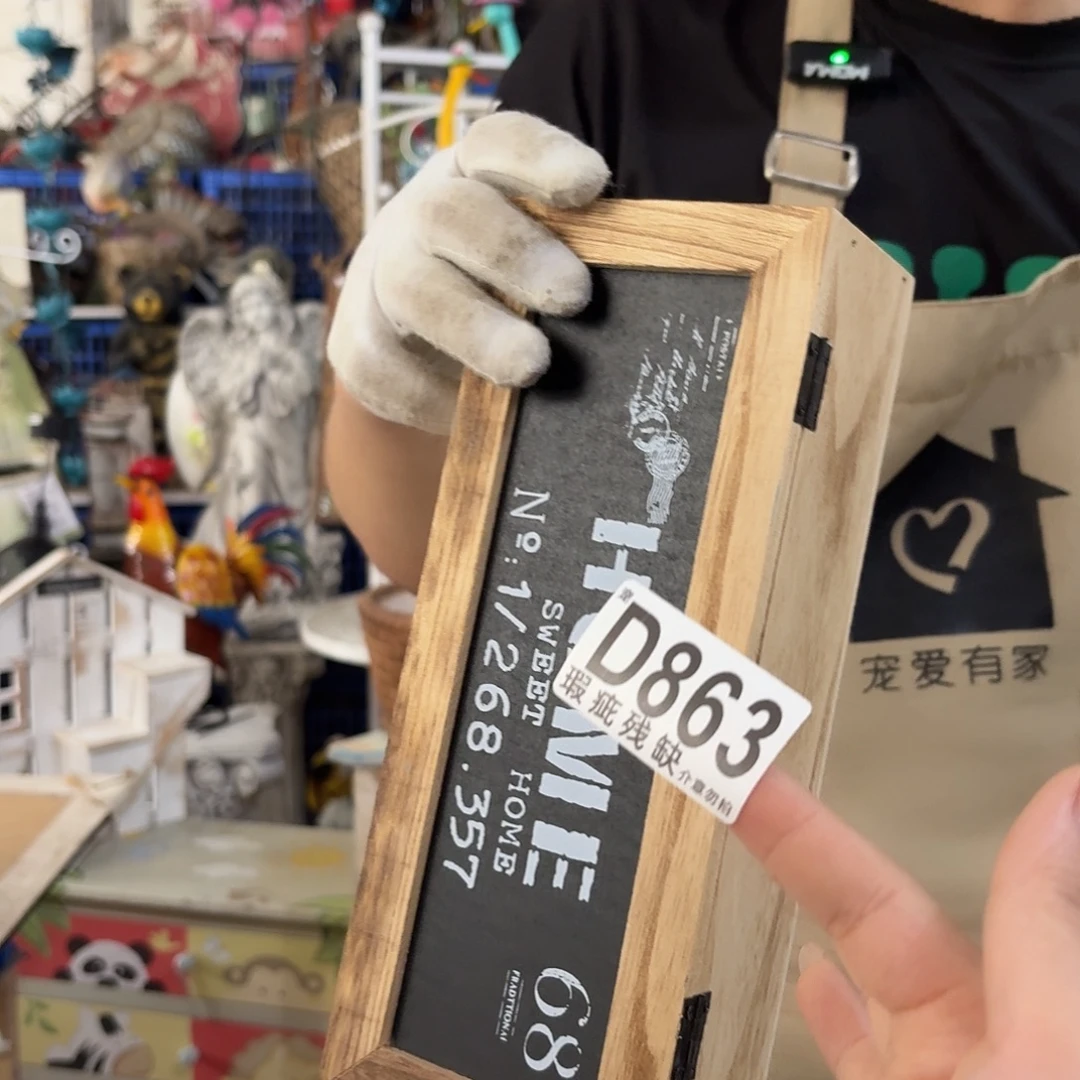 HOME
SWEET HOME
Nº:1/268.357
68
FRADTTIONAL
D863
瑕疵残缺
介意勿拍
宠爱有家